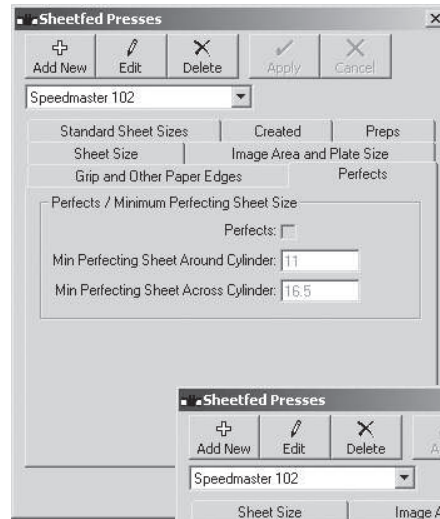 Sheetfed Presses
Add New Edit Delete Apply Cancel
Speedmaster 102
Standard Sheet Sizes Created Preps
Sheet Size Image Area and Plate Size
Grip and Other Paper Edges Perfects
Perfects / Minimum Perfecting Sheet Size
Perfects:
Min Perfecting Sheet Around Cylinder: 11
Min Perfecting Sheet Across Cylinder: 16.5
Sheetfed Presses
Add New Edit Delete A
Speedmaster 102
Sheet Size Image A